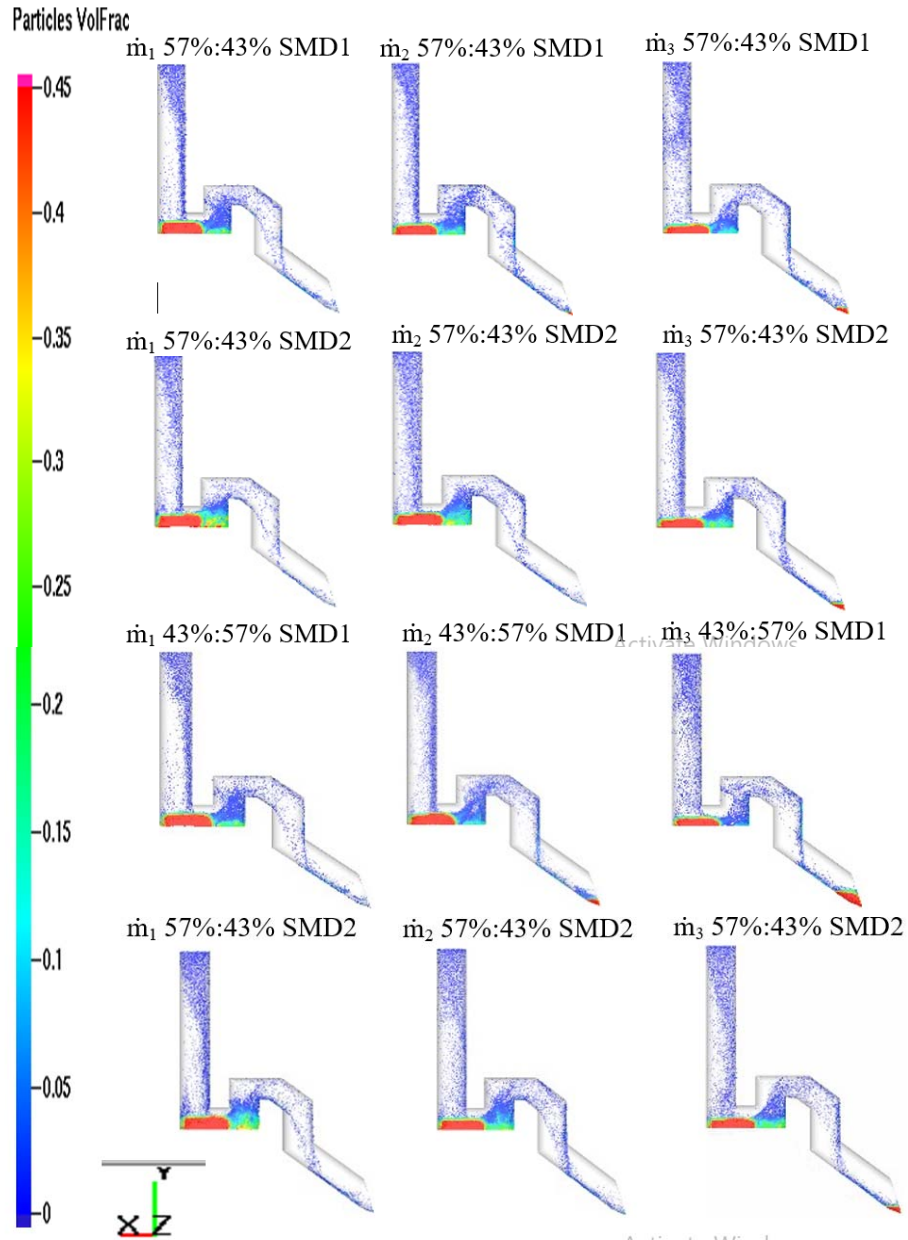 Particles VolFrac
ṁ₁ 57%:43% SMD1
ṁ₂ 57%:43% SMD1
ṁ₃ 57%:43% SMD1
0.45
0.4
0.35
0.3
0.25
0.2
0.15
0.1
0.05
0
ṁ₁ 57%:43% SMD2
ṁ₂ 57%:43% SMD2
ṁ₃ 57%:43% SMD2
ṁ₁ 43%:57% SMD1
ṁ₂ 43%:57% SMD1
ṁ₃ 43%:57% SMD1
Activate Windows
ṁ₁ 57%:43% SMD2
ṁ₂ 57%:43% SMD2
ṁ₃ 57%:43% SMD2
Y
X Z